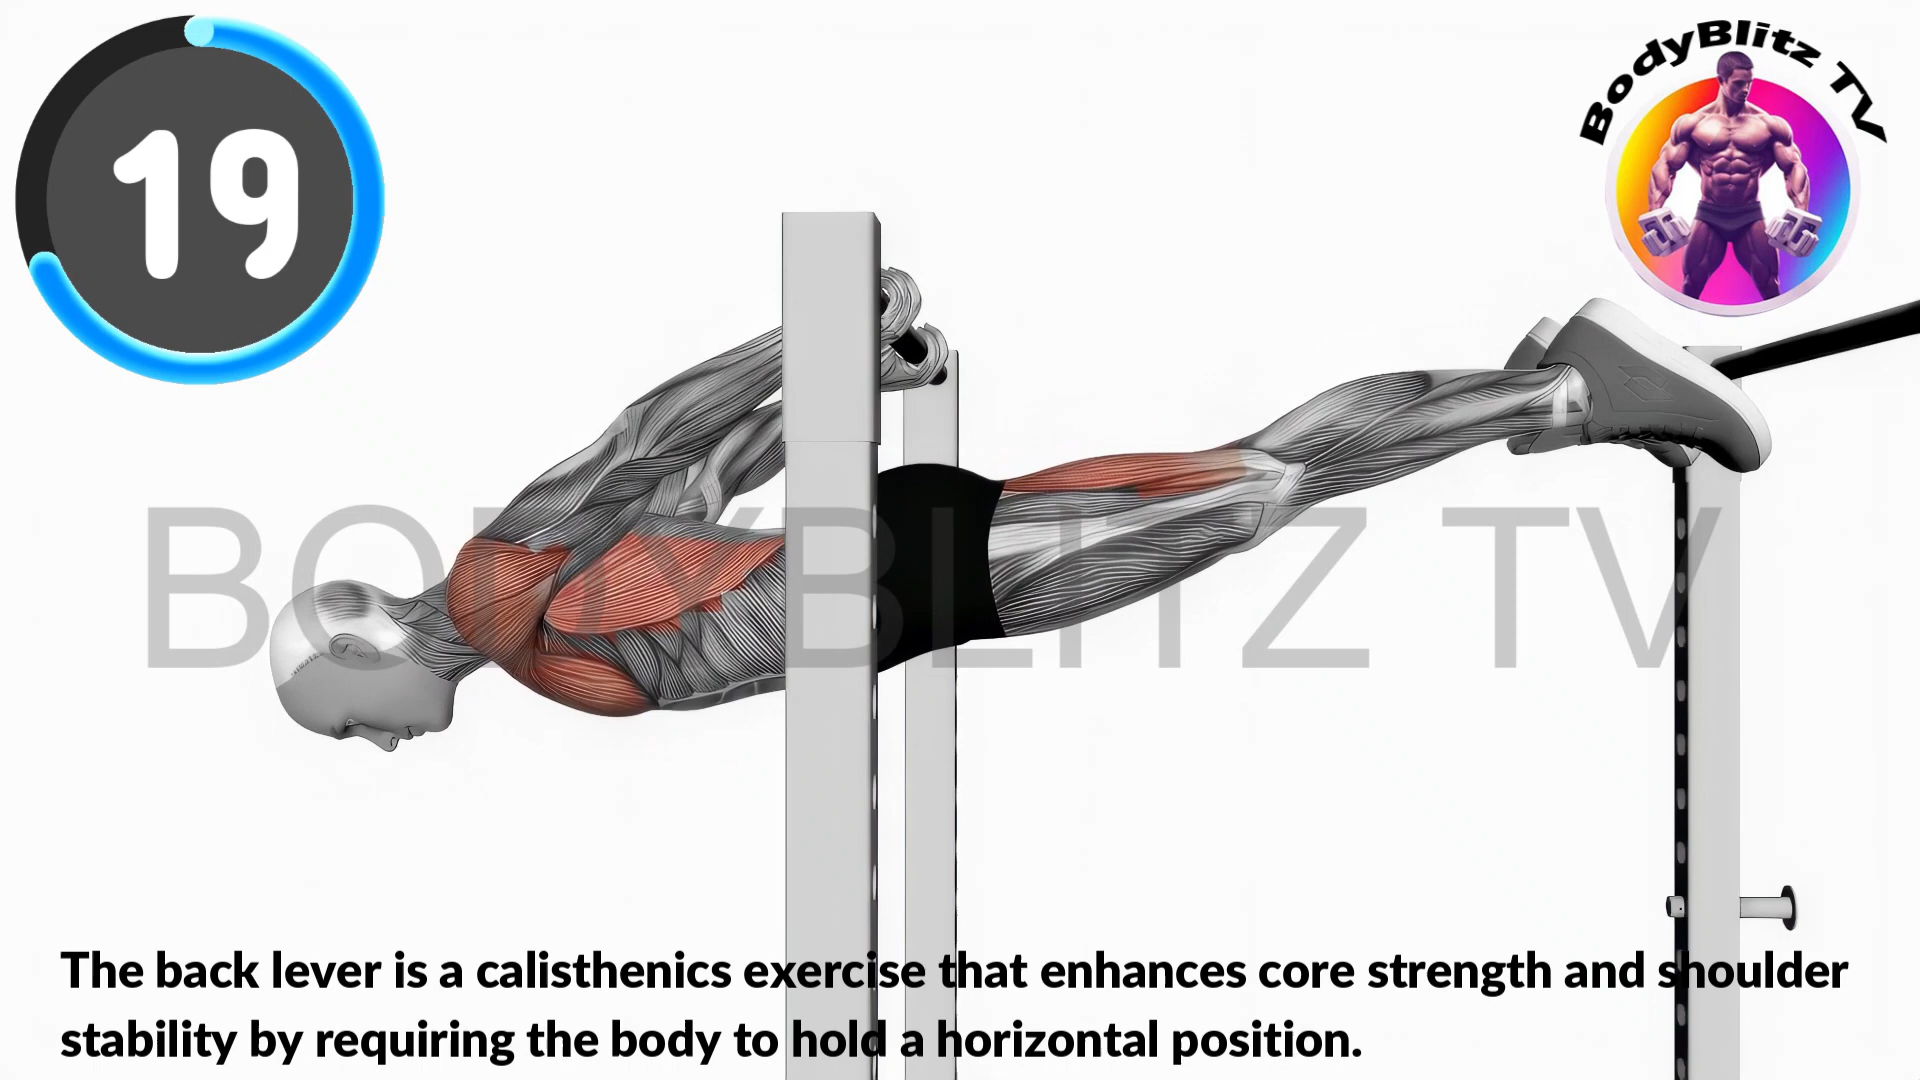 19
BodyBlitz TV
BODYBLITZ TV
The back lever is a calisthenics exercise that enhances core strength and shoulder
stability by requiring the body to hold a horizontal position.